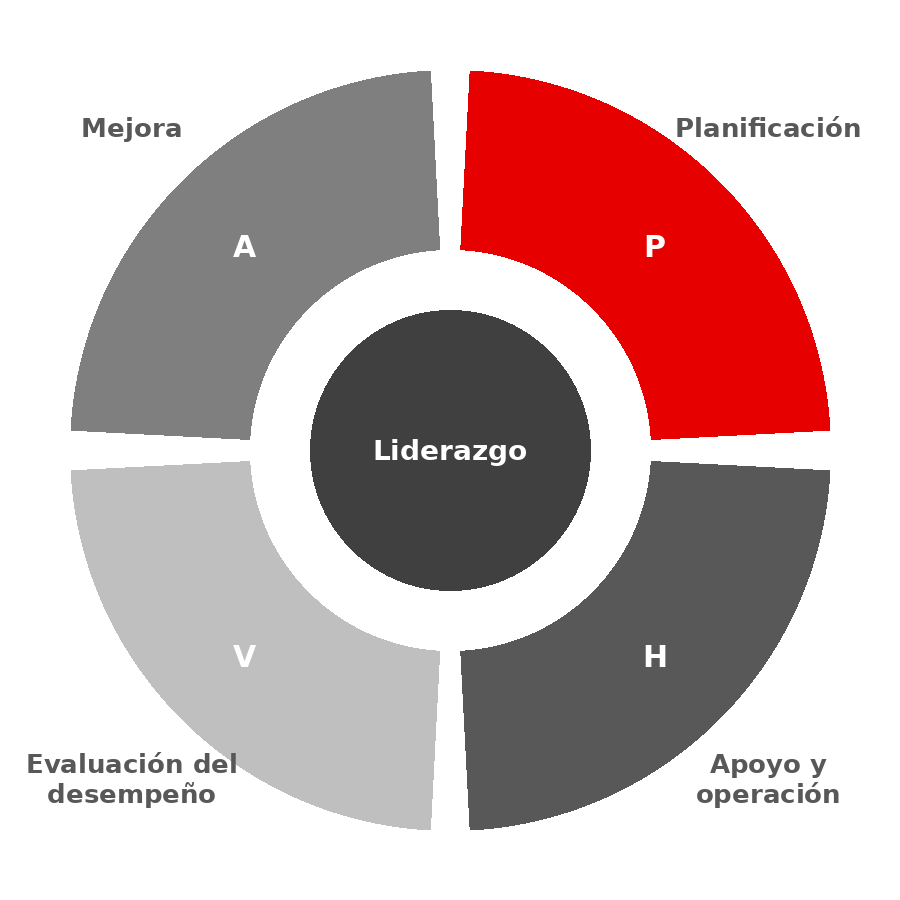 Mejora
Planificación
A
P
Liderazgo
V
H
Evaluación del
desempeño
Apoyo y
operación